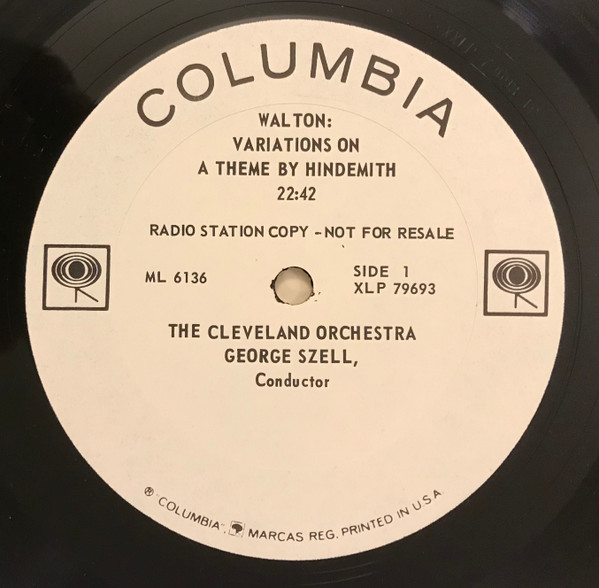 COLUMBIA
WALTON:
VARIATIONS ON
A THEME BY HINDEMITH
22:42
RADIO STATION COPY - NOT FOR RESALE
ML 6136
SIDE 1
XLP 79693
THE CLEVELAND ORCHESTRA
GEORGE SZELL,
Conductor
® "COLUMBIA", MARCAS REG. PRINTED IN U.S.A.